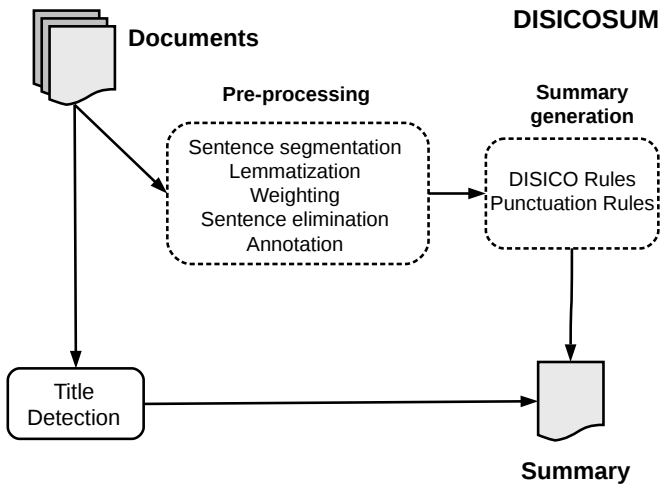 Documents
DISICOSUM
Pre-processing
Summary
generation
Sentence segmentation
Lemmatization
Weighting
Sentence elimination
Annotation
DISICO Rules
Punctuation Rules
Title
Detection
Summary